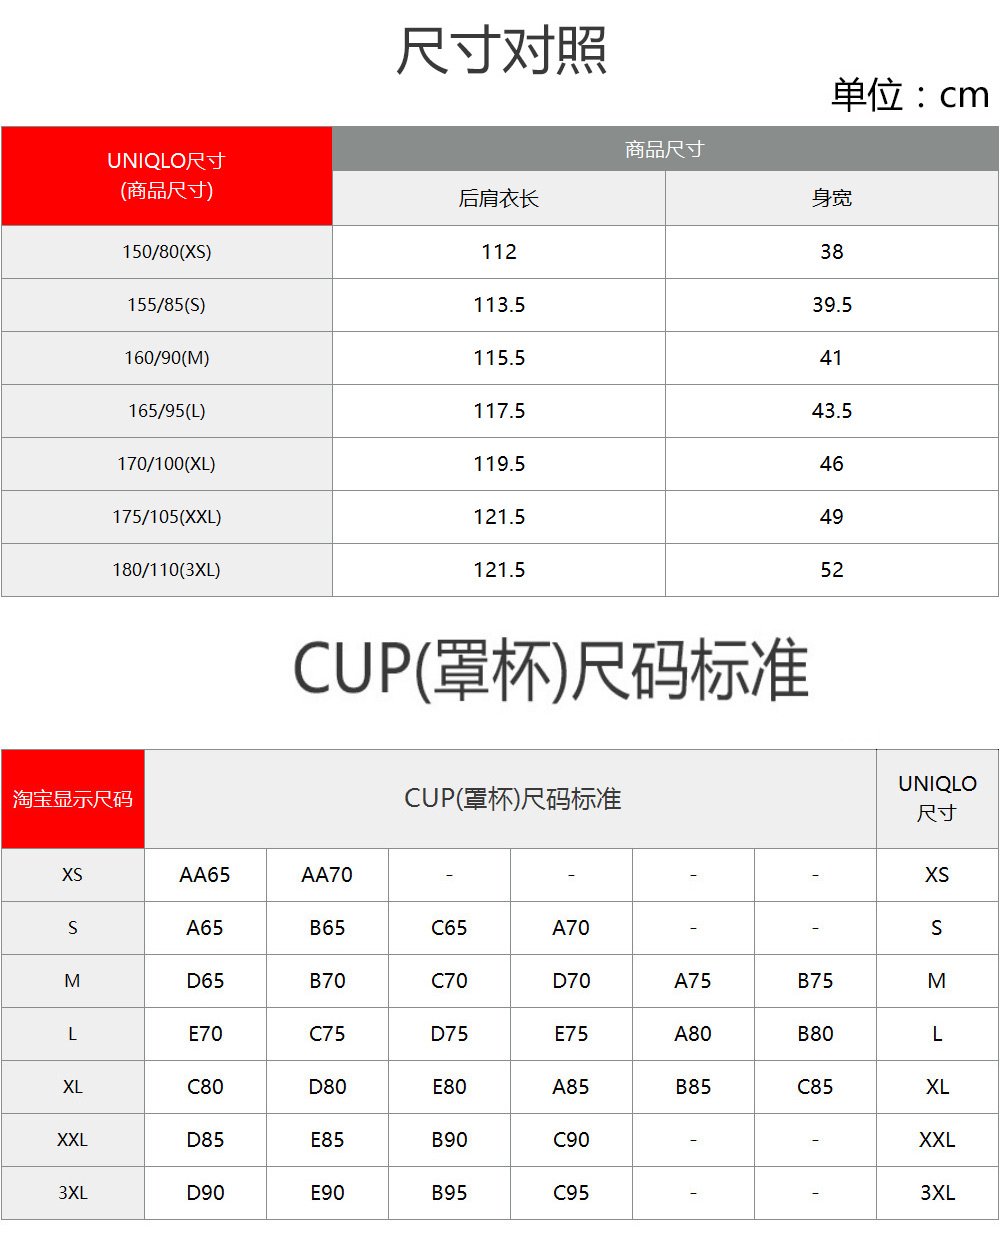 尺寸对照
单位：cm
UNIQLO尺寸
(商品尺寸)
商品尺寸
后肩衣长 身宽
150/80(XS) 112 38
155/85(S) 113.5 39.5
160/90(M) 115.5 41
165/95(L) 117.5 43.5
170/100(XL) 119.5 46
175/105(XXL) 121.5 49
180/110(3XL) 121.5 52
CUP(罩杯)尺码标准
淘宝显示尺码 CUP(罩杯)尺码标准 UNIQLO
尺寸
XS AA65 AA70 - - - - XS
S A65 B65 C65 A70 - - S
M D65 B70 C70 D70 A75 B75 M
L E70 C75 D75 E75 A80 B80 L
XL C80 D80 E80 A85 B85 C85 XL
XXL D85 E85 B90 C90 - - XXL
3XL D90 E90 B95 C95 - - 3XL